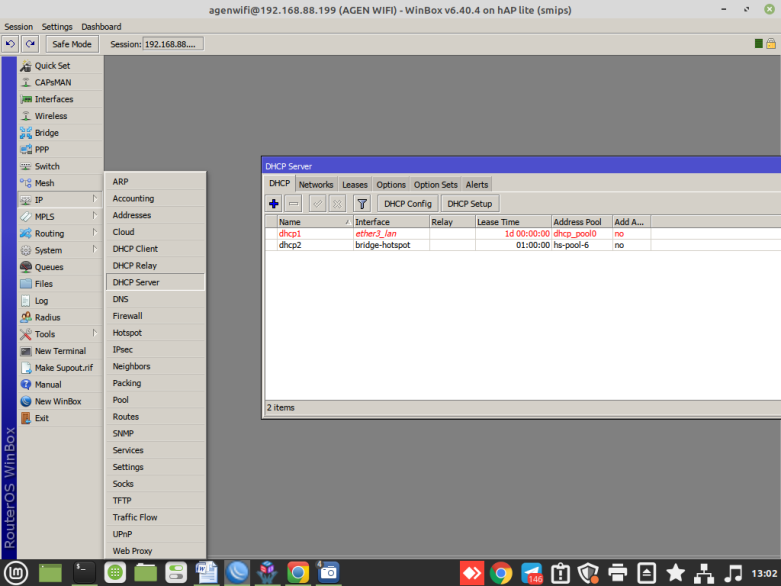 agenwifi@192.168.88.199 (AGEN WIFI) - WinBox v6.40.4 on hAP lite (smips)
Session Settings Dashboard
Safe Mode Session: 192.168.88....
Quick Set
CAPsMAN
Interfaces
Wireless
Bridge
PPP
Switch
Mesh
IP
MPLS
Routing
System
Queues
Files
Log
Radius
Tools
New Terminal
Make Supout.rif
Manual
New WinBox
Exit
RouterOS WinBox
ARP
Accounting
Addresses
Cloud
DHCP Client
DHCP Relay
DHCP Server
DNS
Firewall
Hotspot
IPsec
Neighbors
Packing
Pool
Routes
SNMP
Services
Settings
Socks
TFTP
Traffic Flow
UPnP
Web Proxy
DHCP Server
DHCP Networks Leases Options Option Sets Alerts
DHCP Config DHCP Setup
Name Interface Relay Lease Time Address Pool Add A...
dhcp1 ether3_lan 1d 00:00:00 dhcp_pool0 no
dhcp2 bridge-hotspot 01:00:00 hs-pool-6 no
2 items
4
146
13:02